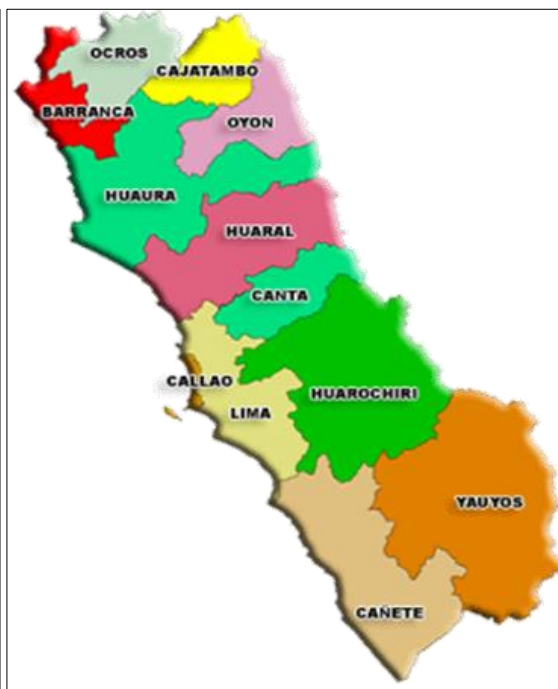 OCROS
CAJATAMBO
BARRANCA
OYON
HUAURA
HUARAL
CANTA
CALLAO
HUAROCHIRI
LIMA
YAUYOS
CAÑETE